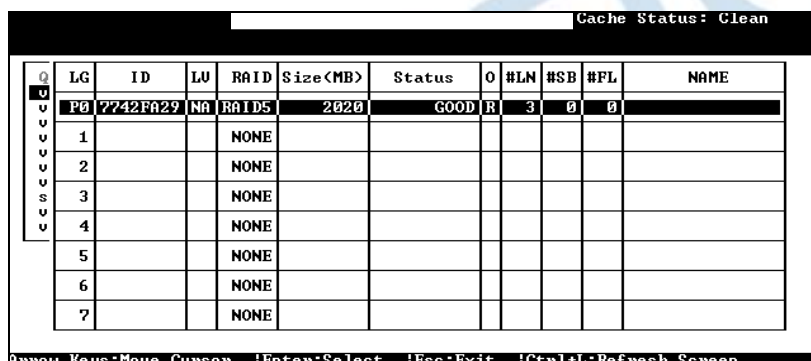 Cache Status: Clean
Q LG ID LV RAID Size(MB) Status O #LN #SB #FL NAME
v
v P0 7742FA29 NA RAID5 2020 GOOD R 3 0 0
v
v 1 NONE
v
v 2 NONE
v
s 3 NONE
v
v 4 NONE
5 NONE
6 NONE
7 NONE
Arrow Keys:Move Cursor |Enter:Select |Esc:Exit |Ctrl+L:Refresh Screen